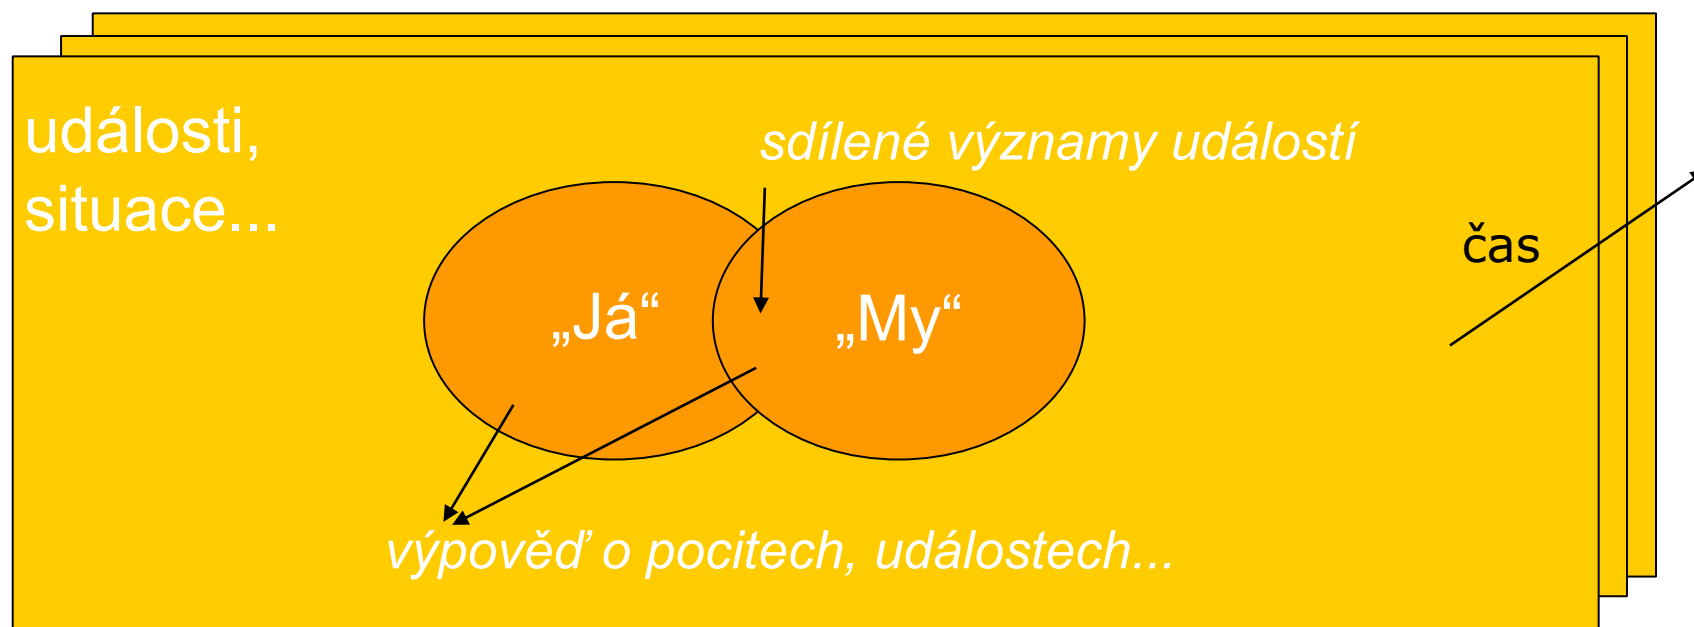 události,
situace...
sdílené významy událostí
čas
„Já“
„My“
výpověď o pocitech, událostech...